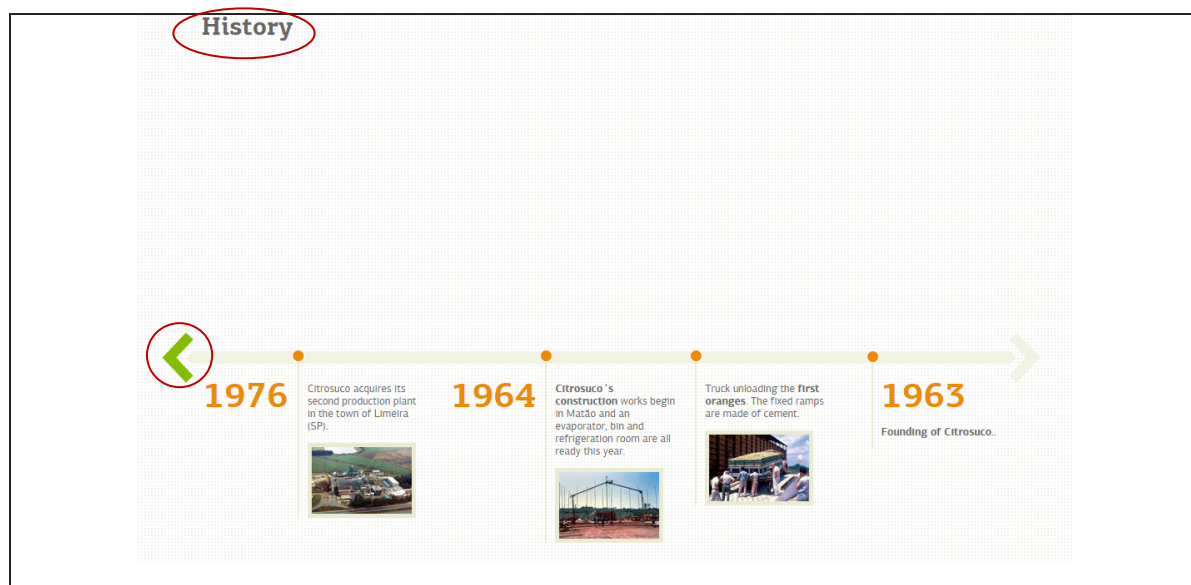 History
1976
Citrosuco acquires its
second production plant
in the town of Limeira
(SP).
1964
Citrosuco´s
construction works begin
in Matão and an
evaporator, bin and
refrigeration room are all
ready this year.
Truck unloading the first
oranges. The fixed ramps
are made of cement.
1963
Founding of Citrosuco..